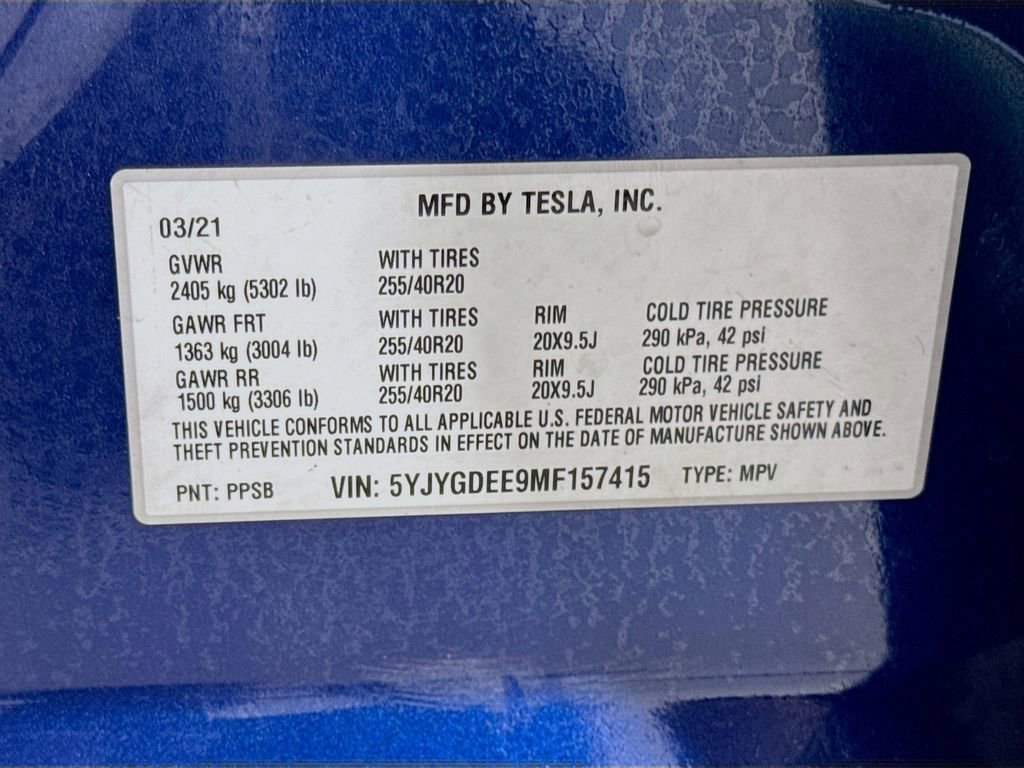 MFD BY TESLA, INC.
03/21
GVWR WITH TIRES
2405 kg (5302 lb) 255/40R20
GAWR FRT WITH TIRES RIM COLD TIRE PRESSURE
1363 kg (3004 lb) 255/40R20 20X9.5J 290 kPa, 42 psi
GAWR RR WITH TIRES RIM COLD TIRE PRESSURE
1500 kg (3306 lb) 255/40R20 20X9.5J 290 kPa, 42 psi
THIS VEHICLE CONFORMS TO ALL APPLICABLE U.S. FEDERAL MOTOR VEHICLE SAFETY AND
THEFT PREVENTION STANDARDS IN EFFECT ON THE DATE OF MANUFACTURE SHOWN ABOVE.
PNT: PPSB VIN: 5YJYGDEE9MF157415 TYPE: MPV